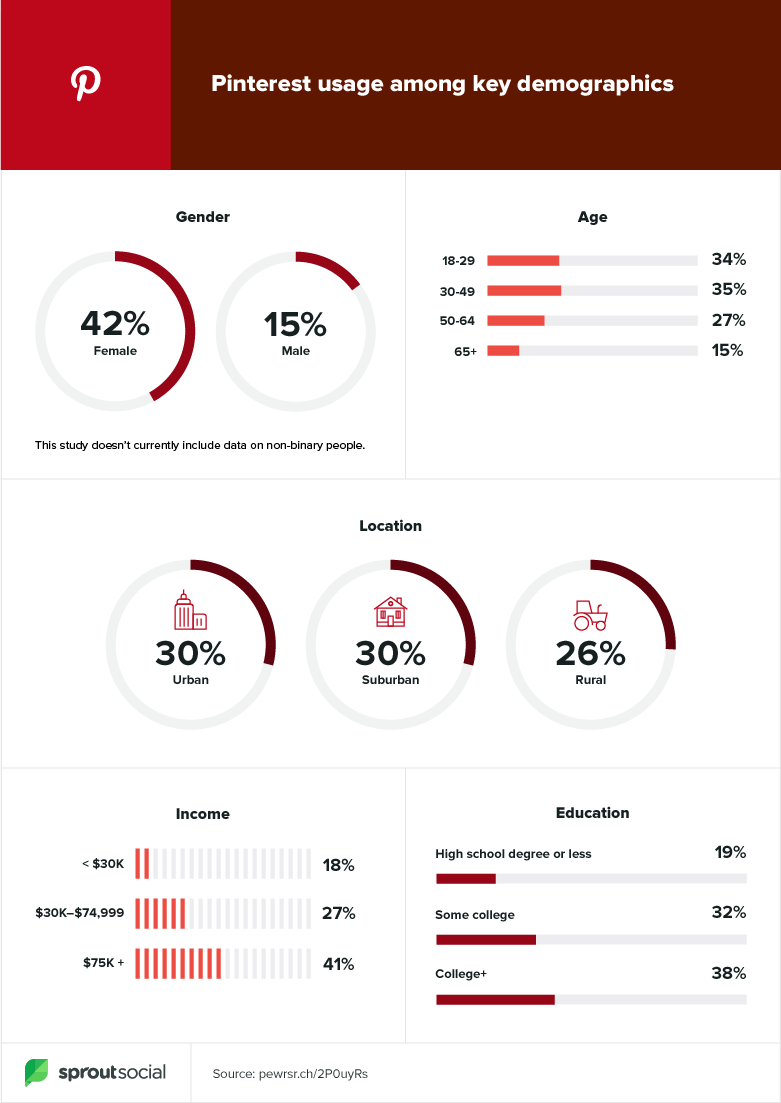 Pinterest usage among key demographics
Gender
42%
Female
15%
Male
This study doesn't currently include data on non-binary people.
Age
18-29 34%
30-49 35%
50-64 27%
65+ 15%
Location
30%
Urban
30%
Suburban
26%
Rural
Income
< $30K 18%
$30K–$74,999 27%
$75K + 41%
Education
High school degree or less 19%
Some college 32%
College+ 38%
sproutsocial
Source: pewrsr.ch/2P0uyRs